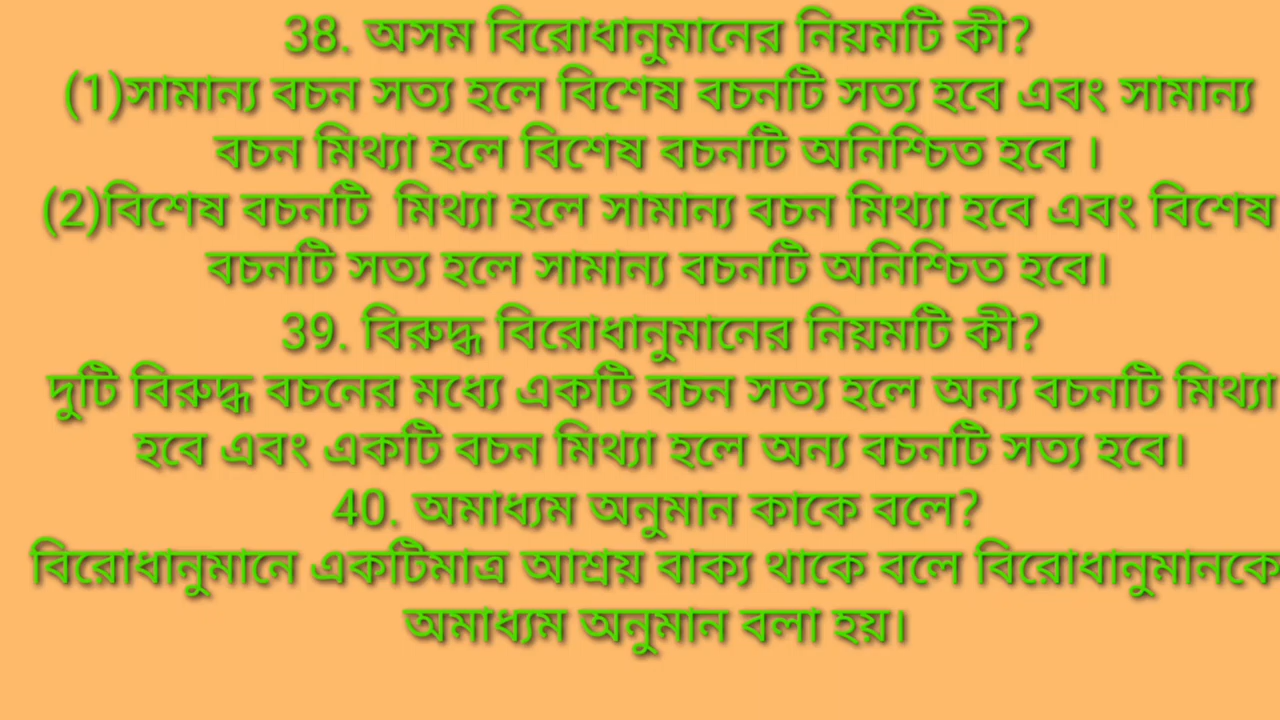 38. অসম বিরোধানুমানের নিয়মটি কী?
(1)সামান্য বচন সত্য হলে বিশেষ বচনটি সত্য হবে এবং সামান্য
বচন মিথ্যা হলে বিশেষ বচনটি অনিশ্চিত হবে ।
(2)বিশেষ বচনটি মিথ্যা হলে সামান্য বচন মিথ্যা হবে এবং বিশেষ
বচনটি সত্য হলে সামান্য বচনটি অনিশ্চিত হবে।
39. বিরুদ্ধ বিরোধানুমানের নিয়মটি কী?
দুটি বিরুদ্ধ বচনের মধ্যে একটি বচন সত্য হলে অন্য বচনটি মিথ্যা
হবে এবং একটি বচন মিথ্যা হলে অন্য বচনটি সত্য হবে।
40. অমাধ্যম অনুমান কাকে বলে?
বিরোধানুমানে একটিমাত্র আশ্রয় বাক্য থাকে বলে বিরোধানুমানকে
অমাধ্যম অনুমান বলা হয়।